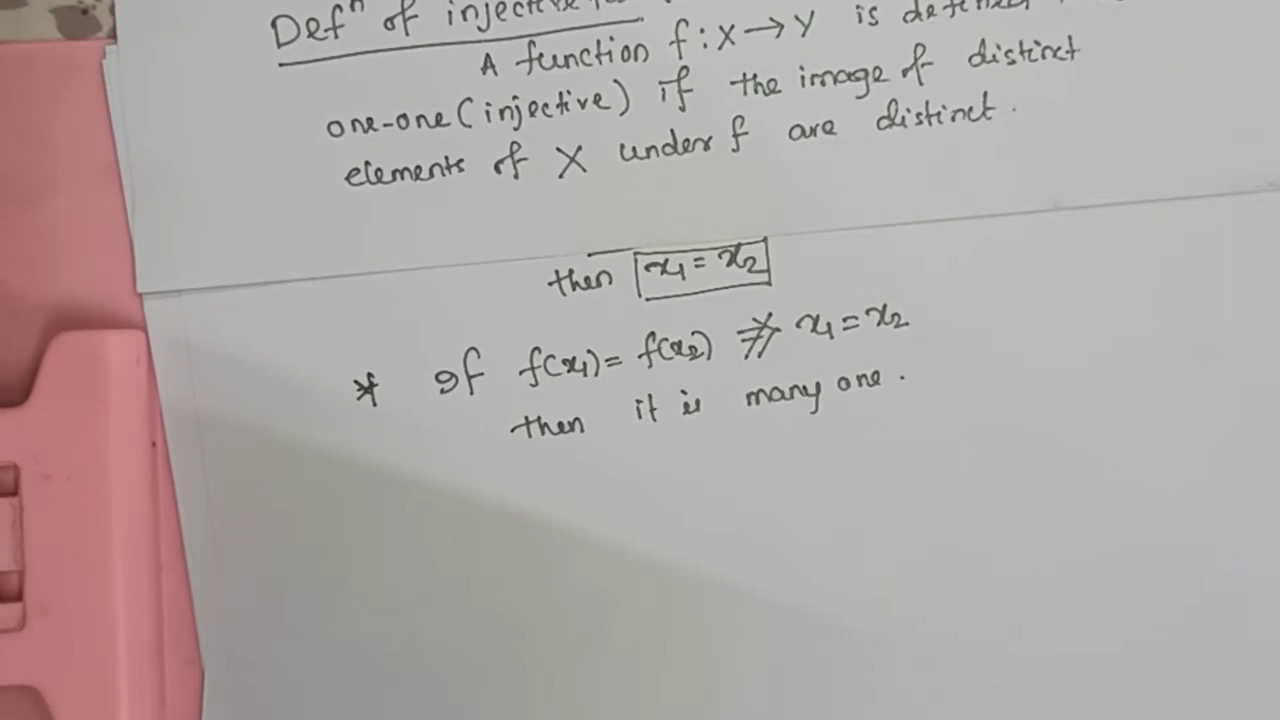 Defⁿ of injective
A function f : X → Y is defined
one-one (injective) if the image of distinct
elements of X under f are distinct.
then x₁ = x₂
* If f(x₁) = f(x₂) ⇏ x₁ = x₂
then it is many one.